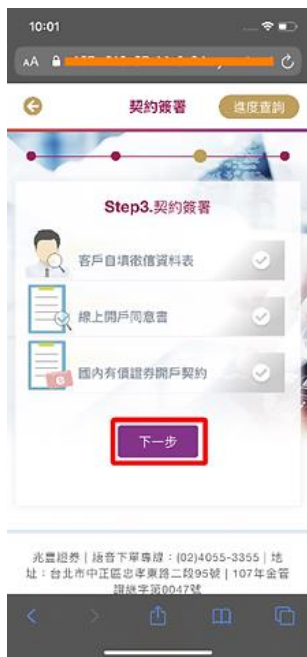 10:01
AA
契約簽署
進度查詢
Step3.契約簽署
客戶自填徵信資料表
線上開戶同意書
國內有價證券開戶契約
下一步
兆豐證券 | 語音下單專線：(02)4055-3355 | 地
址：台北市中正區忠孝東路二段95號 | 107年金管
證總字第0047號